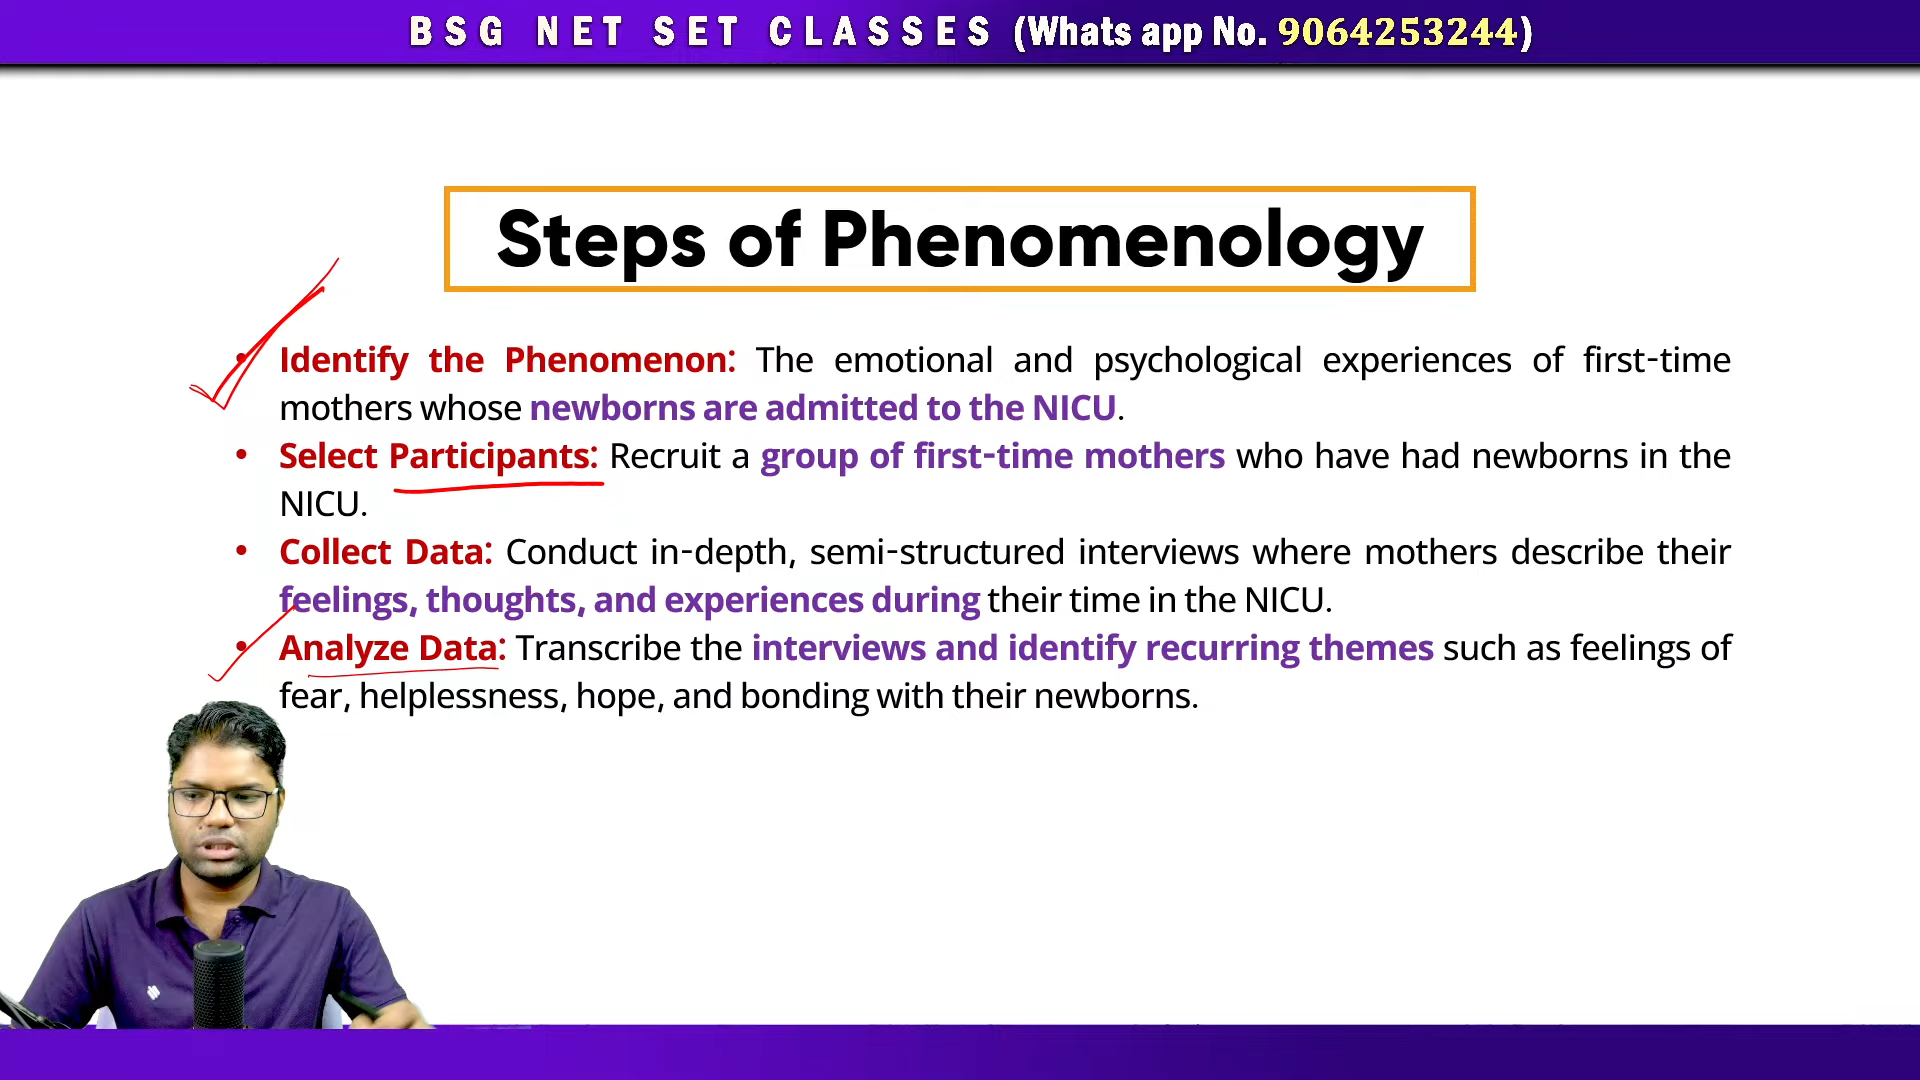 BSG NET SET CLASSES (Whats app No. 9064253244)
Steps of Phenomenology
• Identify the Phenomenon: The emotional and psychological experiences of first-time
mothers whose newborns are admitted to the NICU.
• Select Participants: Recruit a group of first-time mothers who have had newborns in the
NICU.
• Collect Data: Conduct in-depth, semi-structured interviews where mothers describe their
feelings, thoughts, and experiences during their time in the NICU.
• Analyze Data: Transcribe the interviews and identify recurring themes such as feelings of
fear, helplessness, hope, and bonding with their newborns.